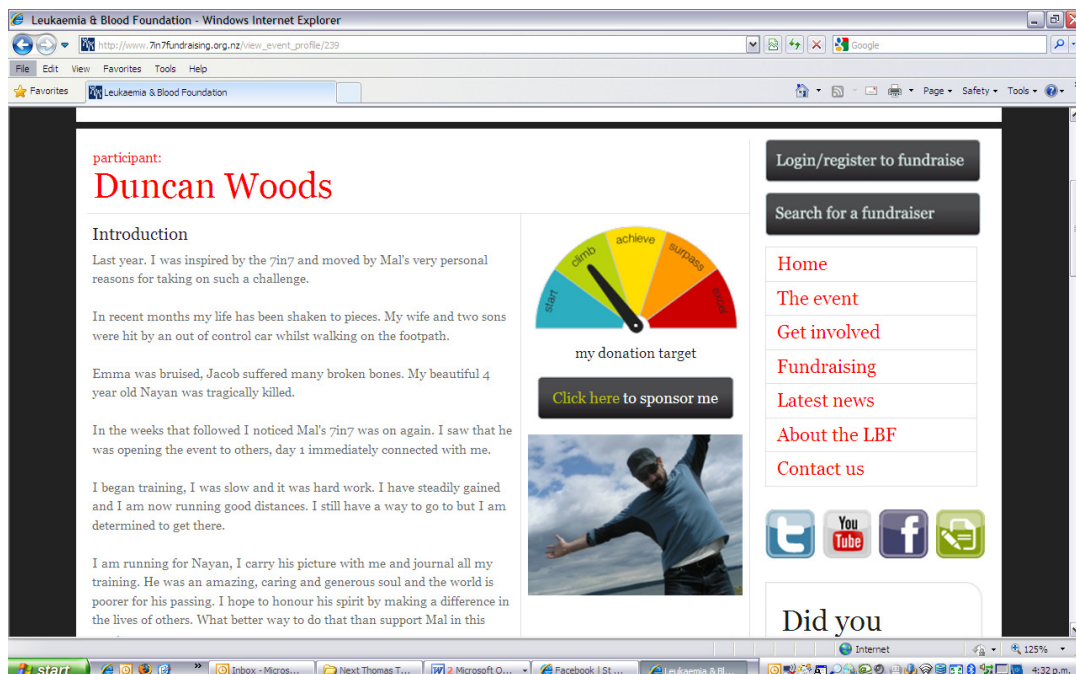 Leukaemia & Blood Foundation - Windows Internet Explorer
http://www.7in7fundraising.org.nz/view_event_profile/239
Google
File Edit View Favorites Tools Help
Favorites
Leukaemia & Blood Foundation
Page Safety Tools
participant:
Duncan Woods
Introduction
Last year. I was inspired by the 7in7 and moved by Mal's very personal
reasons for taking on such a challenge.
In recent months my life has been shaken to pieces. My wife and two sons
were hit by an out of control car whilst walking on the footpath.
Emma was bruised, Jacob suffered many broken bones. My beautiful 4
year old Nayan was tragically killed.
In the weeks that followed I noticed Mal's 7in7 was on again. I saw that he
was opening the event to others, day 1 immediately connected with me.
I began training, I was slow and it was hard work. I have steadily gained
and I am now running good distances. I still have a way to go to but I am
determined to get there.
I am running for Nayan, I carry his picture with me and journal all my
training. He was an amazing, caring and generous soul and the world is
poorer for his passing. I hope to honour his spirit by making a difference in
the lives of others. What better way to do that than support Mal in this
start
climb
achieve
surpass
excel
my donation target
Click here to sponsor me
Login/register to fundraise
Search for a fundraiser
Home
The event
Get involved
Fundraising
Latest news
About the LBF
Contact us
You
Tube
Did you
Internet
125%
start
Inbox - Micros...
Next Thomas T...
2 Microsoft O...
Facebook | St ...
Leukaemia & Bl...
4:32 p.m.